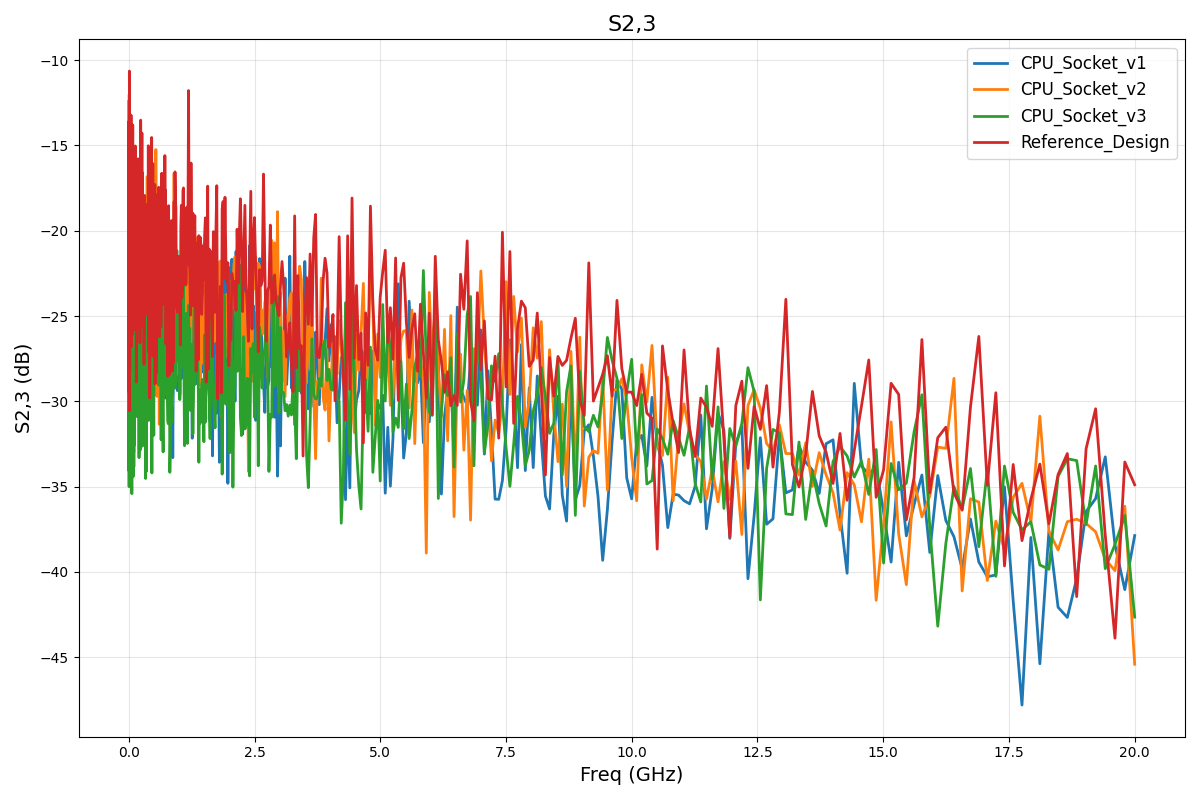 S2,3
CPU_Socket_v1
CPU_Socket_v2
CPU_Socket_v3
Reference_Design
S2,3 (dB)
−10
−15
−20
−25
−30
−35
−40
−45
0.0 2.5 5.0 7.5 10.0 12.5 15.0 17.5 20.0
Freq (GHz)